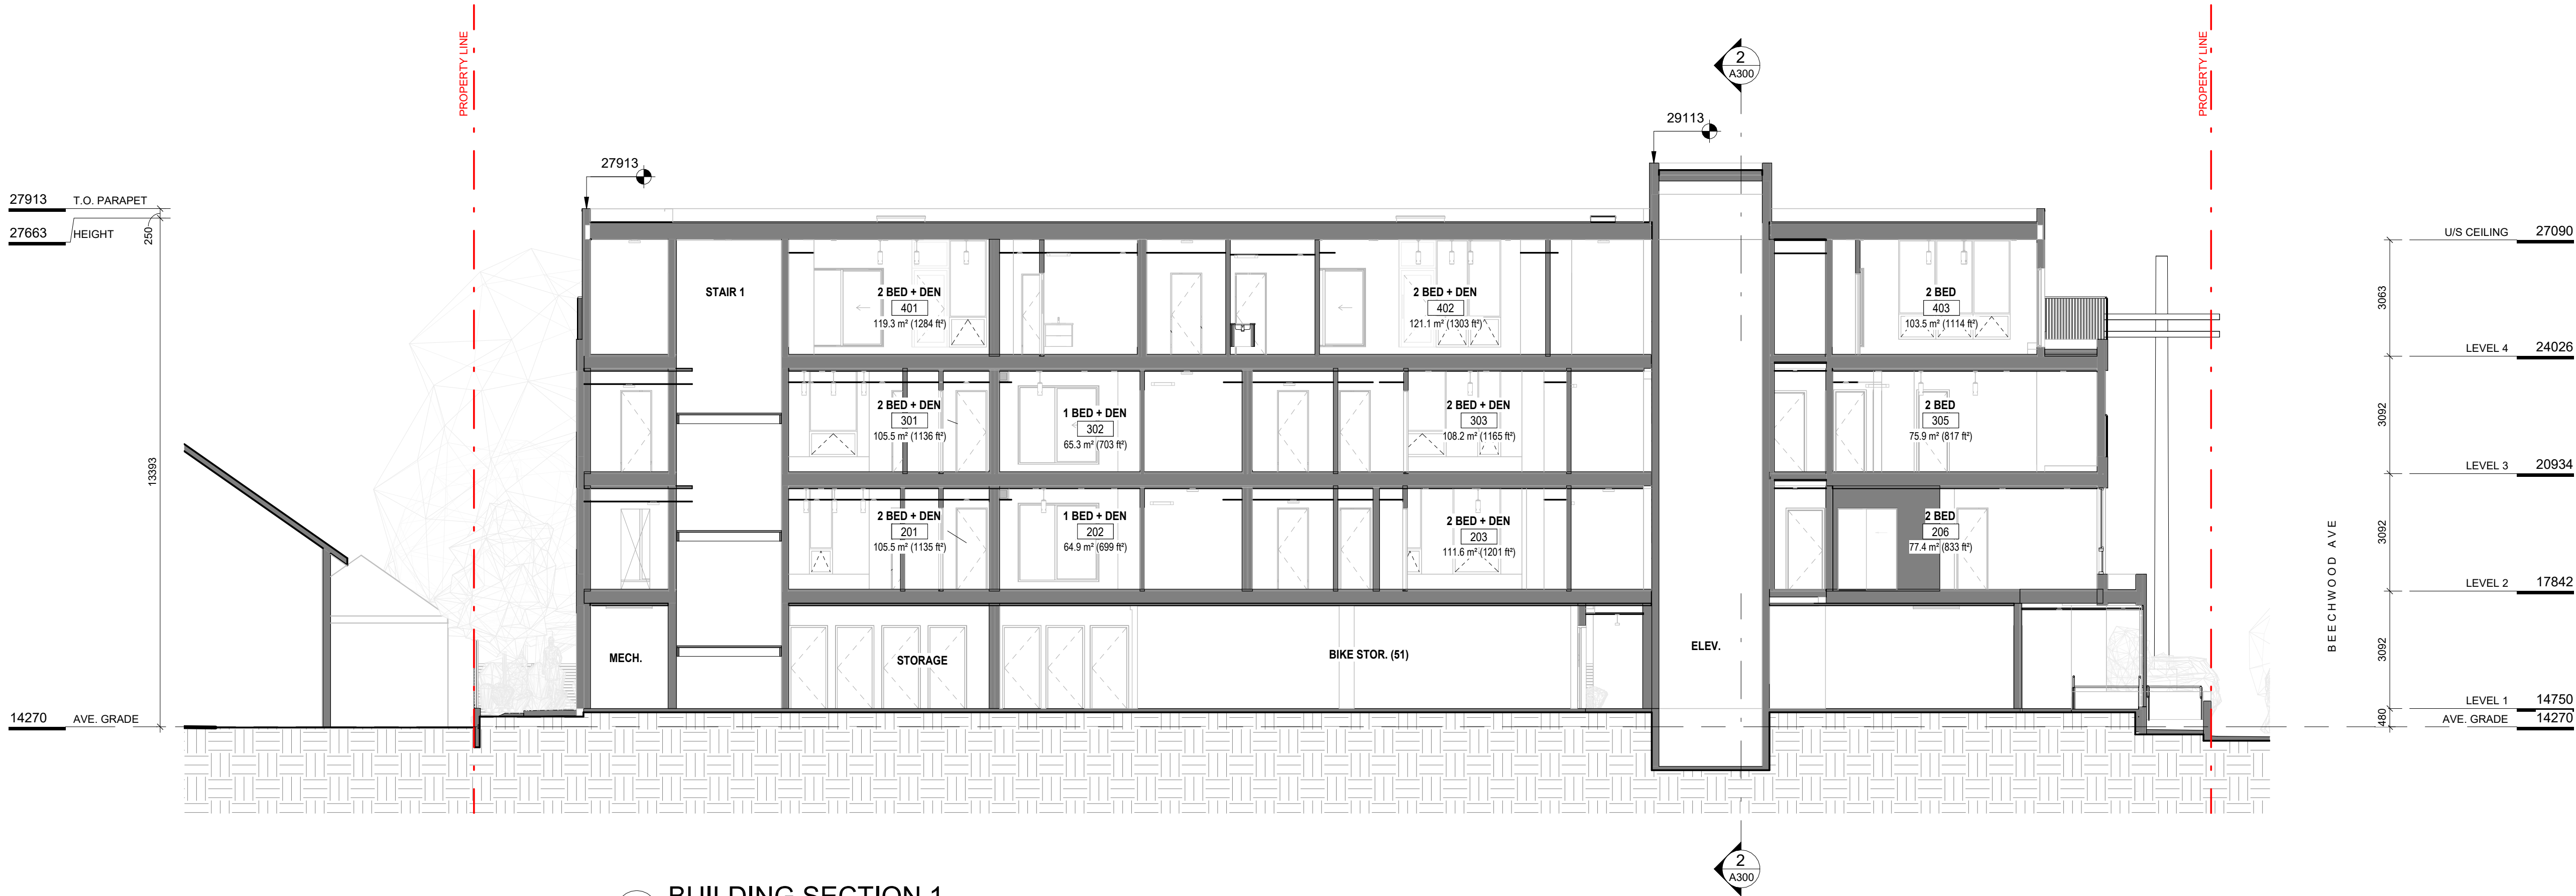 PROPERTY LINE
PROPERTY LINE
2
A300
29113
27913
27913 T.O. PARAPET
250
27663 HEIGHT
13393
14270 AVE. GRADE
U/S CEILING 27090
3063
LEVEL 4 24026
3092
LEVEL 3 20934
3092
LEVEL 2 17842
3092
LEVEL 1 14750
480
AVE. GRADE 14270
BEECHWOOD AVE
STAIR 1
2 BED + DEN
401
119.3 m² (1284 ft²)
2 BED + DEN
402
121.1 m² (1303 ft²)
2 BED
403
103.5 m² (1114 ft²)
2 BED + DEN
301
105.5 m² (1136 ft²)
1 BED + DEN
302
65.3 m² (703 ft²)
2 BED + DEN
303
108.2 m² (1165 ft²)
2 BED
305
75.9 m² (817 ft²)
2 BED + DEN
201
105.5 m² (1135 ft²)
1 BED + DEN
202
64.9 m² (699 ft²)
2 BED + DEN
203
111.6 m² (1201 ft²)
2 BED
206
77.4 m² (833 ft²)
MECH.
STORAGE
BIKE STOR. (51)
ELEV.
2
A300
BUILDING SECTION 1